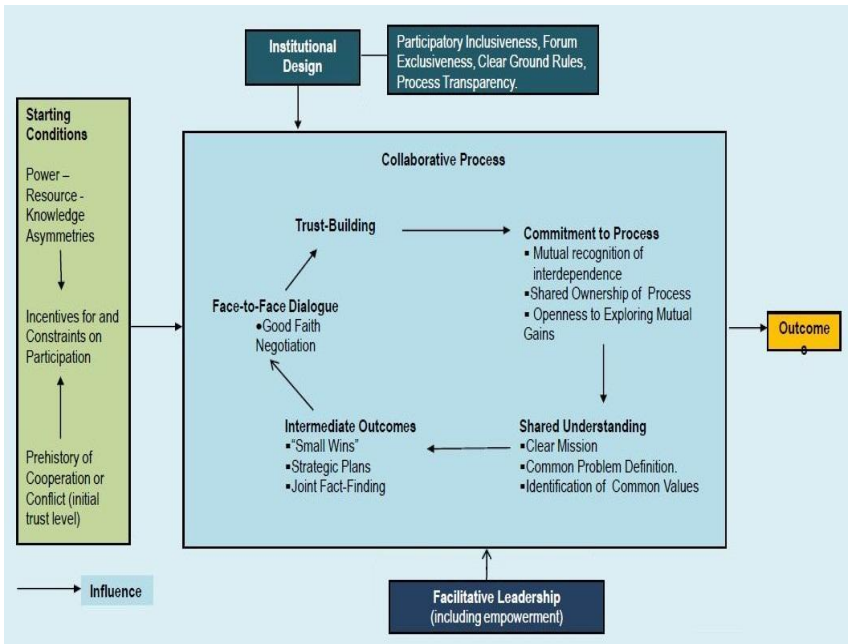 Institutional
Design
Participatory Inclusiveness, Forum
Exclusiveness, Clear Ground Rules,
Process Transparency.
Starting
Conditions
Power –
Resource -
Knowledge
Asymmetries
Incentives for and
Constraints on
Participation
Prehistory of
Cooperation or
Conflict (initial
trust level)
Collaborative Process
Trust-Building
Commitment to Process
▪ Mutual recognition of
interdependence
▪Shared Ownership of Process
▪ Openness to Exploring Mutual
Gains
Face-to-Face Dialogue
•Good Faith
Negotiation
Intermediate Outcomes
▪“Small Wins”
▪Strategic Plans
▪Joint Fact-Finding
Shared Understanding
▪Clear Mission
▪Common Problem Definition.
▪Identification of Common Values
Outcome
s
Influence
Facilitative Leadership
(including empowerment)